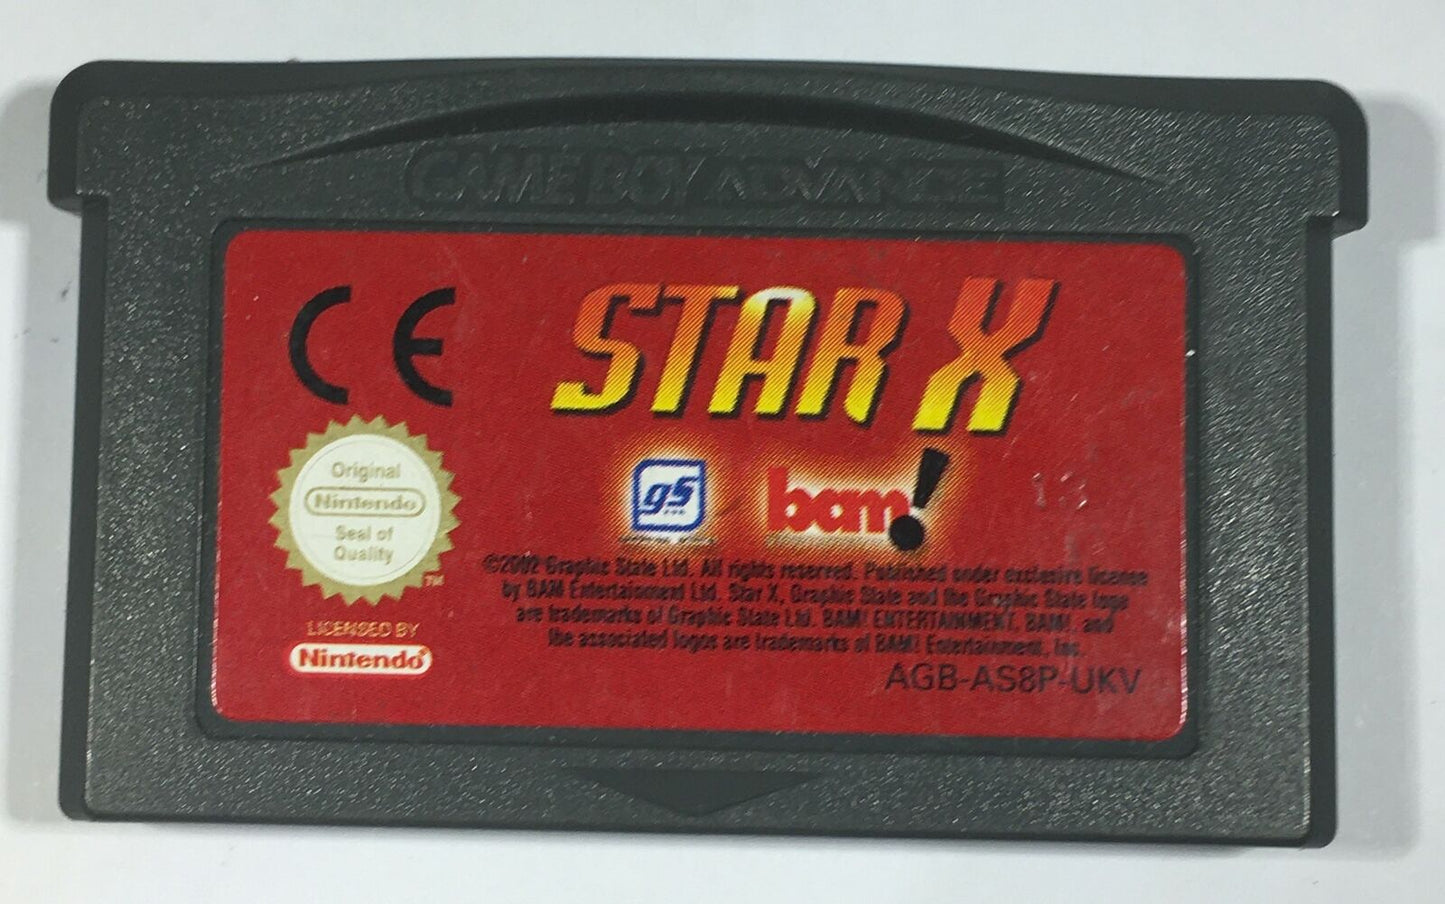 GAME BOY ADVANCE
CE
STAR X
Original
Nintendo
Seal of
Quality
TM
LICENSED BY
Nintendo
gs
bam!
©2002 Graphic State Ltd. All rights reserved. Published under exclusive license
by BAM Entertainment Ltd. Star X, Graphic State and the Graphic State logo
are trademarks of Graphic State Ltd. BAM! ENTERTAINMENT, BAM!, and
the associated logos are trademarks of BAM! Entertainment, Inc.
AGB-AS8P-UKV